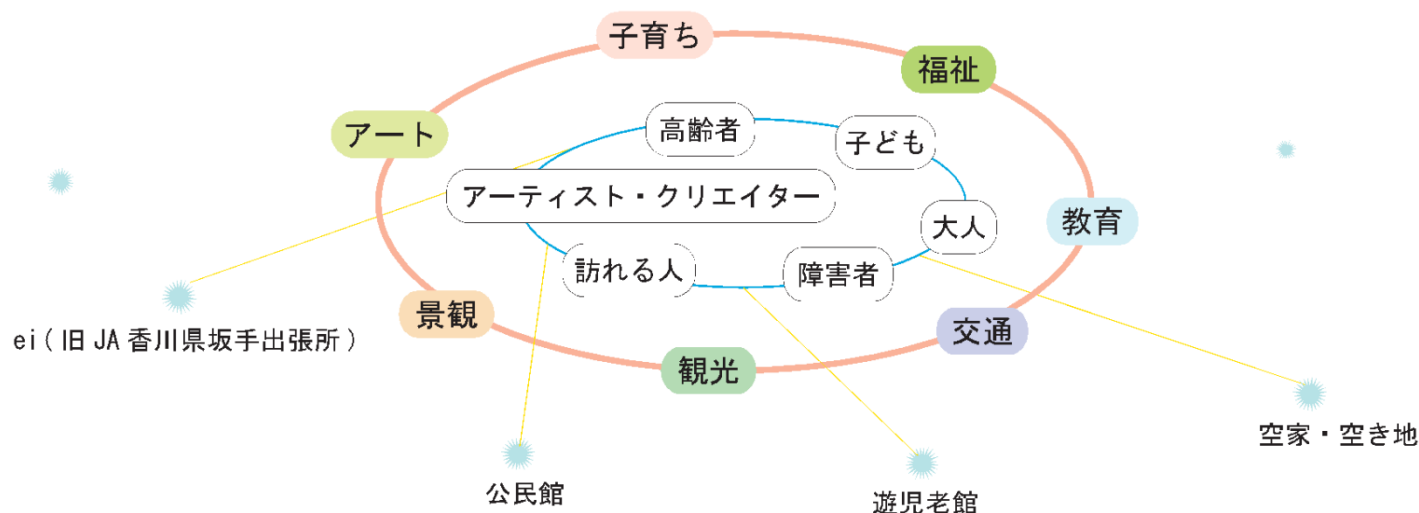 子育ち
福祉
アート
高齢者
子ども
アーティスト・クリエイター
大人
教育
訪れる人
障害者
景観
交通
ei ( 旧 JA 香川県坂手出張所 )
観光
空家・空き地
公民館
遊児老館